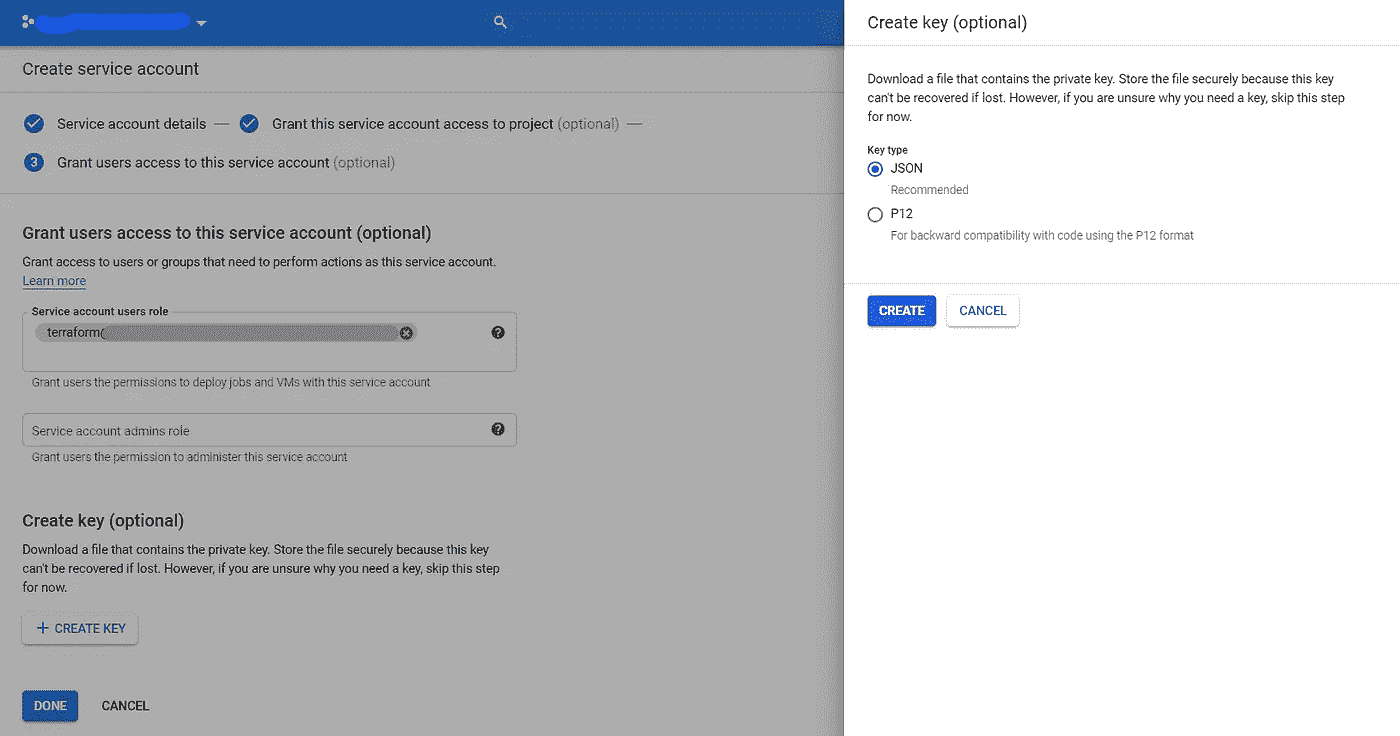 Create service account
Service account details
Grant this service account access to project (optional)
3
Grant users access to this service account (optional)
Grant users access to this service account (optional)
Grant access to users or groups that need to perform actions as this service account.
Learn more
Service account users role
terraform
Grant users the permissions to deploy jobs and VMs with this service account
Service account admins role
Grant users the permission to administer this service account
Create key (optional)
Download a file that contains the private key. Store the file securely because this key
can't be recovered if lost. However, if you are unsure why you need a key, skip this step
for now.
+ CREATE KEY
DONE CANCEL
Create key (optional)
Download a file that contains the private key. Store the file securely because this key
can't be recovered if lost. However, if you are unsure why you need a key, skip this step
for now.
Key type
JSON
Recommended
P12
For backward compatibility with code using the P12 format
CREATE CANCEL